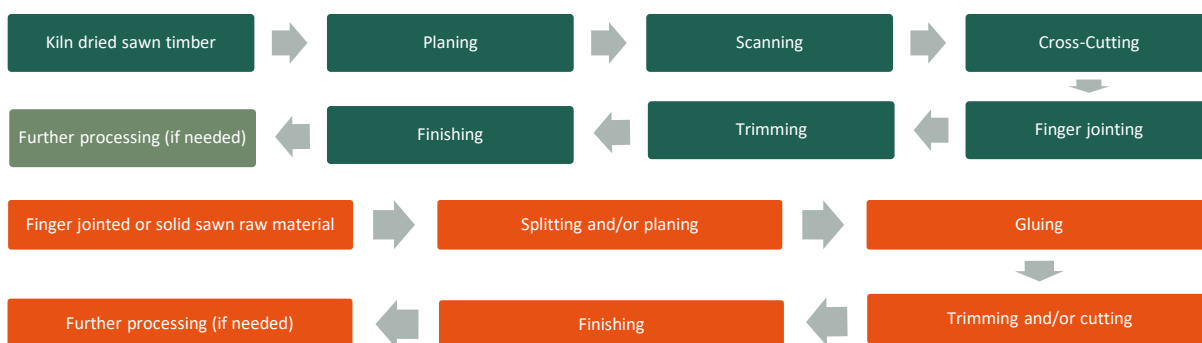 Kiln dried sawn timber
Planing
Scanning
Cross-Cutting
Finger jointing
Trimming
Finishing
Further processing (if needed)
Finger jointed or solid sawn raw material
Splitting and/or planing
Gluing
Trimming and/or cutting
Finishing
Further processing (if needed)